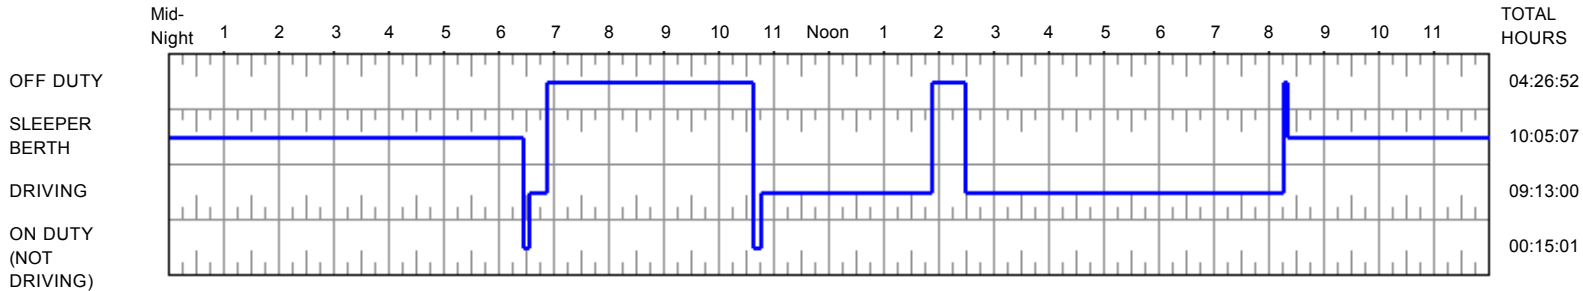 Mid-
Night 1 2 3 4 5 6 7 8 9 10 11 Noon 1 2 3 4 5 6 7 8 9 10 11
TOTAL
HOURS
OFF DUTY 04:26:52
SLEEPER
BERTH 10:05:07
DRIVING 09:13:00
ON DUTY
(NOT 00:15:01
DRIVING)